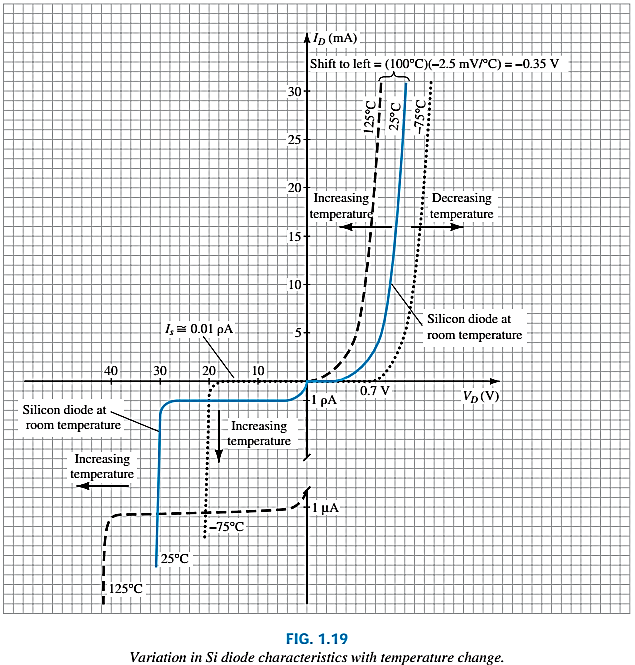 I_D (mA)
Shift to left = (100°C)(–2.5 mV/°C) = –0.35 V
30
125°C
25°C
–75°C
25
20
Increasing
temperature
Decreasing
temperature
15
10
Silicon diode at
room temperature
5
I_s ≅ 0.01 pA
40
30
20
10
0.7 V
V_D (V)
1 pA
Silicon diode at
room temperature
Increasing
temperature
Increasing
temperature
1 μA
–75°C
25°C
125°C
FIG. 1.19
Variation in Si diode characteristics with temperature change.